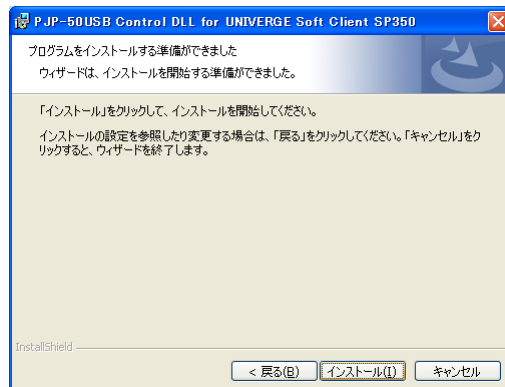 PJP-50USB Control DLL for UNIVERGE Soft Client SP350
プログラムをインストールする準備ができました
ウィザードは、インストールを開始する準備ができました。
「インストール」をクリックして、インストールを開始してください。
インストールの設定を参照したり変更する場合は、「戻る」をクリックしてください。「キャンセル」をク
リックすると、ウィザードを終了します。
InstallShield
< 戻る(B) インストール(I) キャンセル